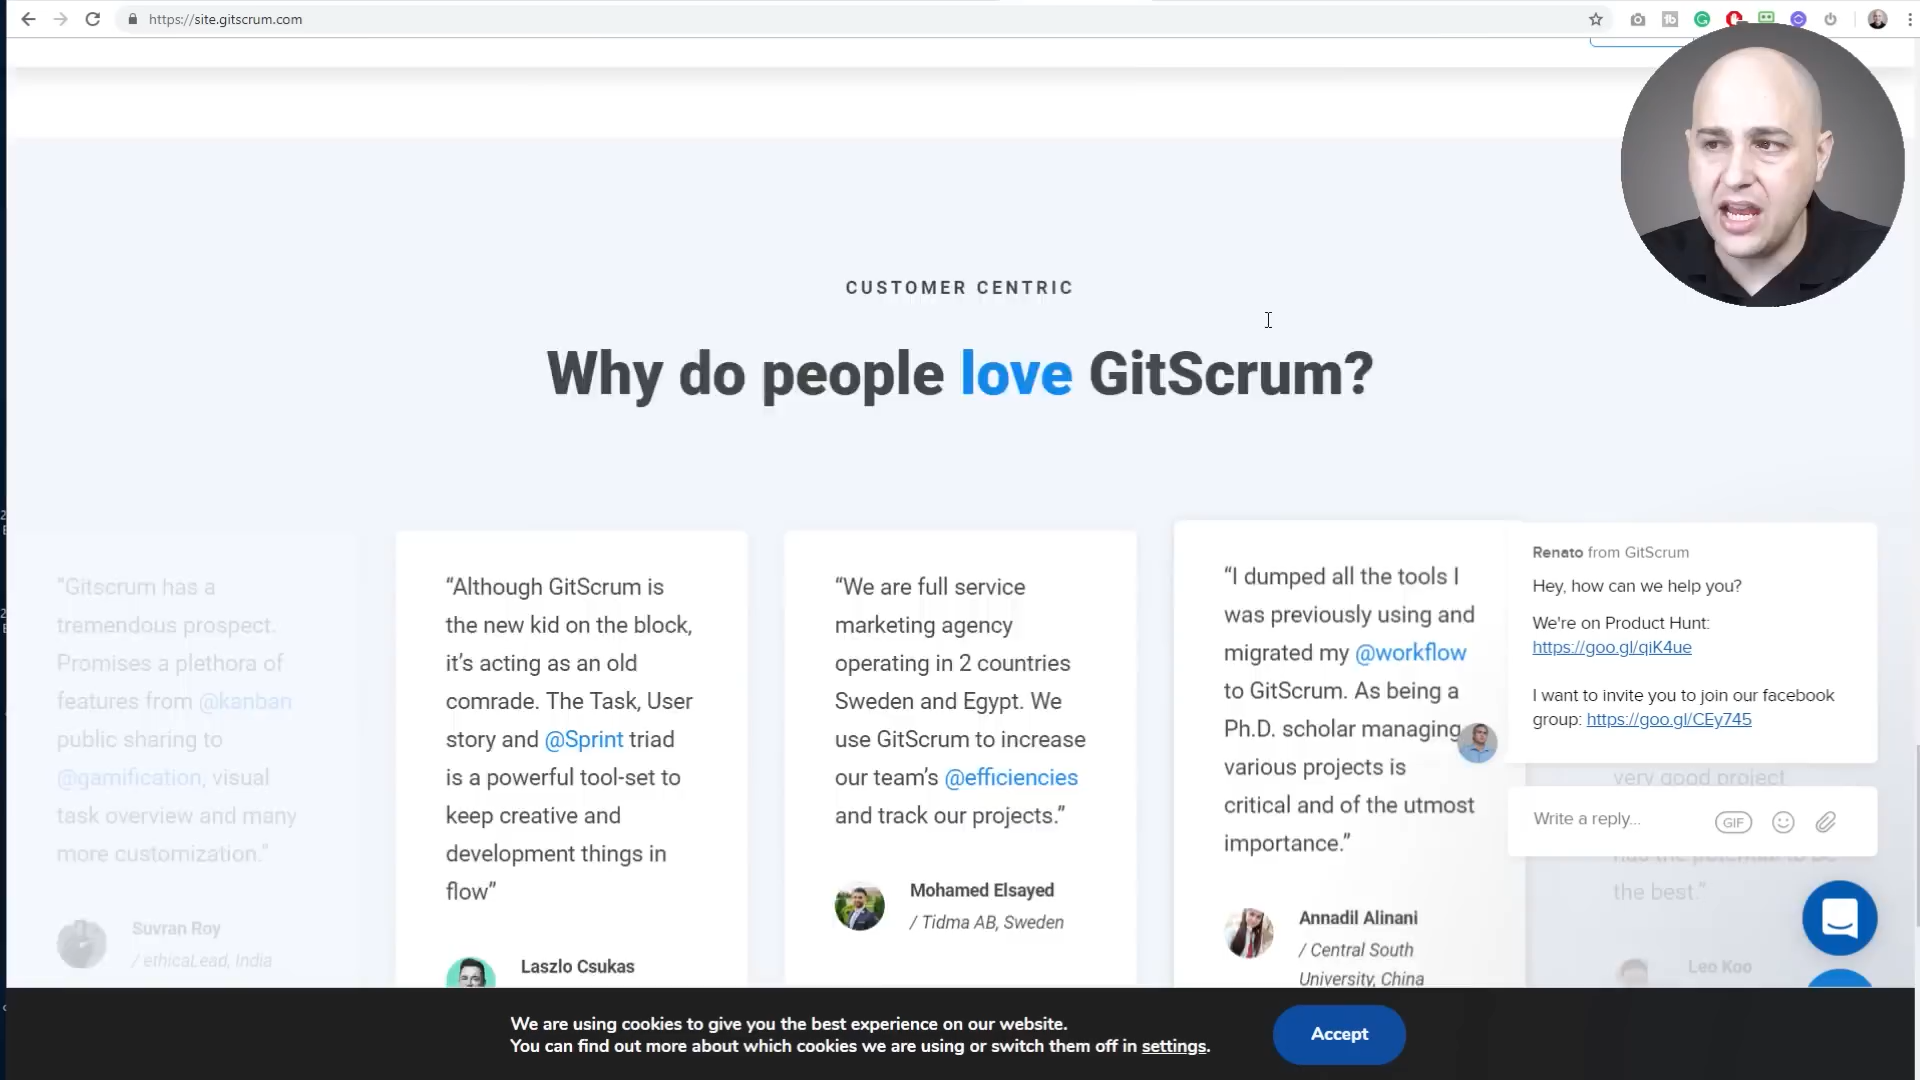 https://site.gitscrum.com
CUSTOMER CENTRIC
Why do people love GitScrum?
“Gitscrum has a
tremendous prospect.
Promises a plethora of
features from @kanban
public sharing to
@gamification, visual
task overview and many
more customization.”
Suvran Roy
/ ethicaLead, India
“Although GitScrum is
the new kid on the block,
it’s acting as an old
comrade. The Task, User
story and @Sprint triad
is a powerful tool-set to
keep creative and
development things in
flow”
Laszlo Csukas
“We are full service
marketing agency
operating in 2 countries
Sweden and Egypt. We
use GitScrum to increase
our team’s @efficiencies
and track our projects.”
Mohamed Elsayed
/ Tidma AB, Sweden
“I dumped all the tools I
was previously using and
migrated my @workflow
to GitScrum. As being a
Ph.D. scholar managing
various projects is
critical and of the utmost
importance.”
Annadil Alinani
/ Central South
University, China
Renato from GitScrum
Hey, how can we help you?
We're on Product Hunt:
https://goo.gl/qiK4ue
I want to invite you to join our facebook
group: https://goo.gl/CEy745
very good project
Write a reply...
GIF
has the potential to be
the best.”
Leo Koo
We are using cookies to give you the best experience on our website.
You can find out more about which cookies we are using or switch them off in settings.
Accept